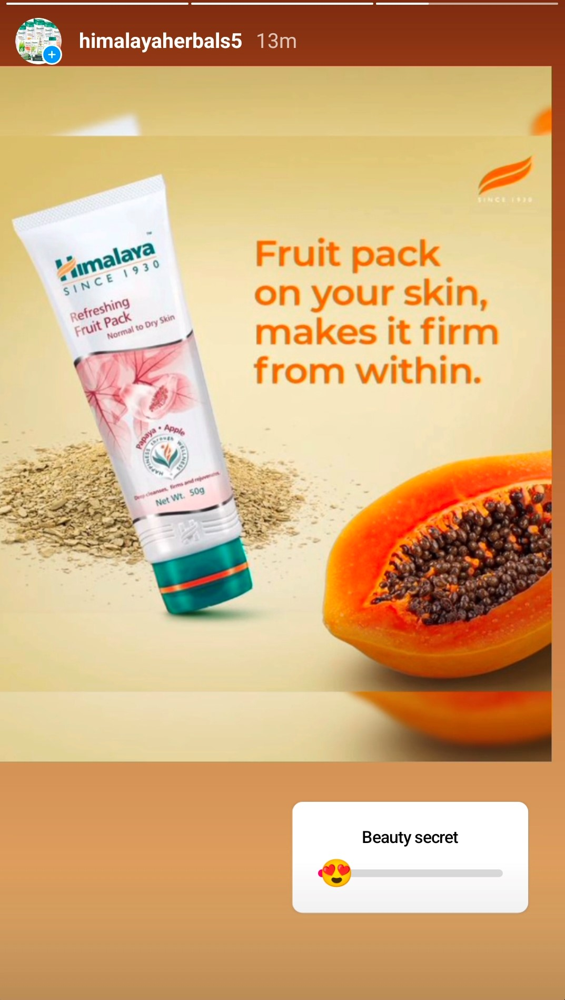 himalayaherbals5 13m
SINCE 1930
Fruit pack
on your skin,
makes it firm
from within.
™
Himalaya
SINCE 1930
Refreshing
Fruit Pack
Normal to Dry Skin
Papaya • Apple
HAPPINESS through WELLNESS
Deep cleanses, firms and rejuvenates
Net Wt. 50g
Beauty secret